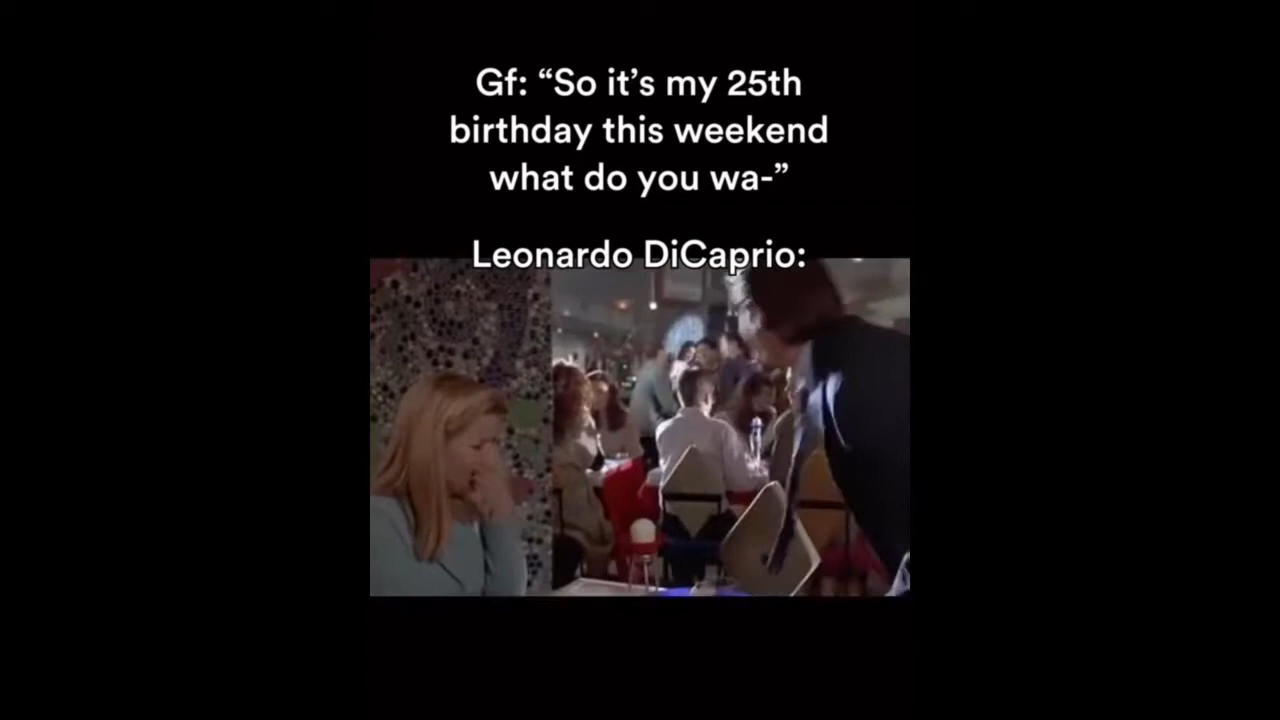 Gf: “So it’s my 25th
birthday this weekend
what do you wa-”
Leonardo DiCaprio: